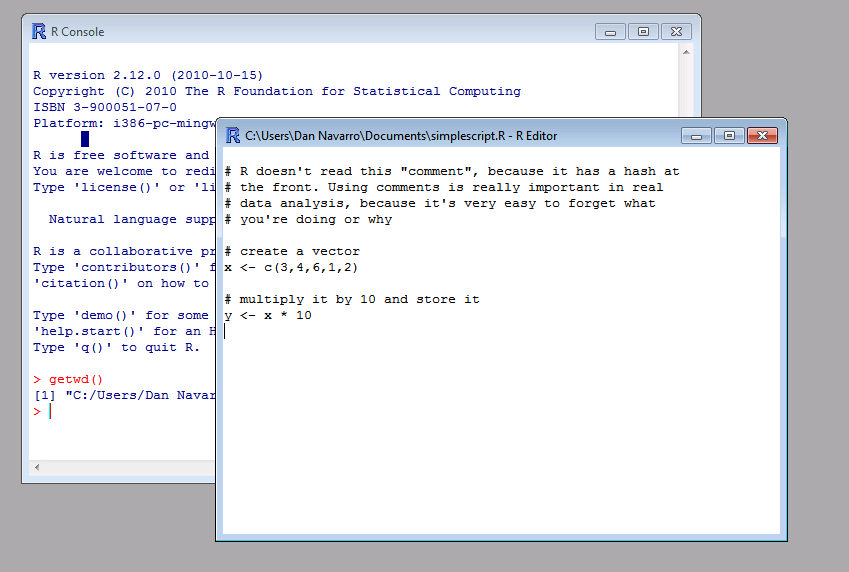 R Console
R version 2.12.0 (2010-10-15)
Copyright (C) 2010 The R Foundation for Statistical Computing
ISBN 3-900051-07-0
Platform: i386-pc-mingw
R is free software and
You are welcome to redi
Type 'license()' or 'li
Natural language supp
R is a collaborative pr
Type 'contributors()' f
'citation()' on how to
Type 'demo()' for some
'help.start()' for an H
Type 'q()' to quit R.
> getwd()
[1] "C:/Users/Dan Navar
>
C:\Users\Dan Navarro\Documents\simplescript.R - R Editor
# R doesn't read this "comment", because it has a hash at
# the front. Using comments is really important in real
# data analysis, because it's very easy to forget what
# you're doing or why
# create a vector
x <- c(3,4,6,1,2)
# multiply it by 10 and store it
y <- x * 10